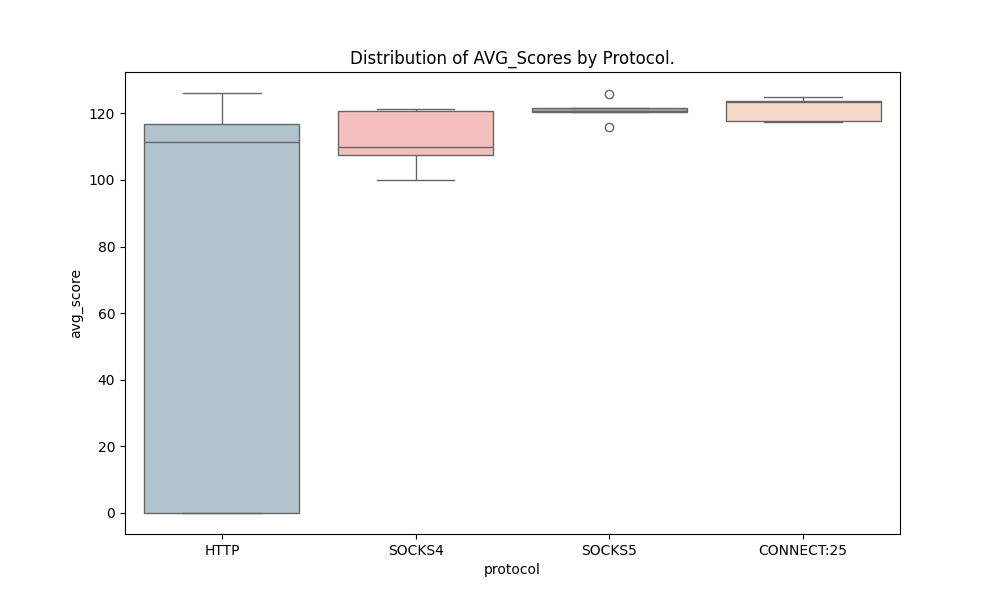 Distribution of AVG_Scores by Protocol.
120
100
80
60
40
20
0
avg_score
HTTP
SOCKS4
SOCKS5
CONNECT:25
protocol